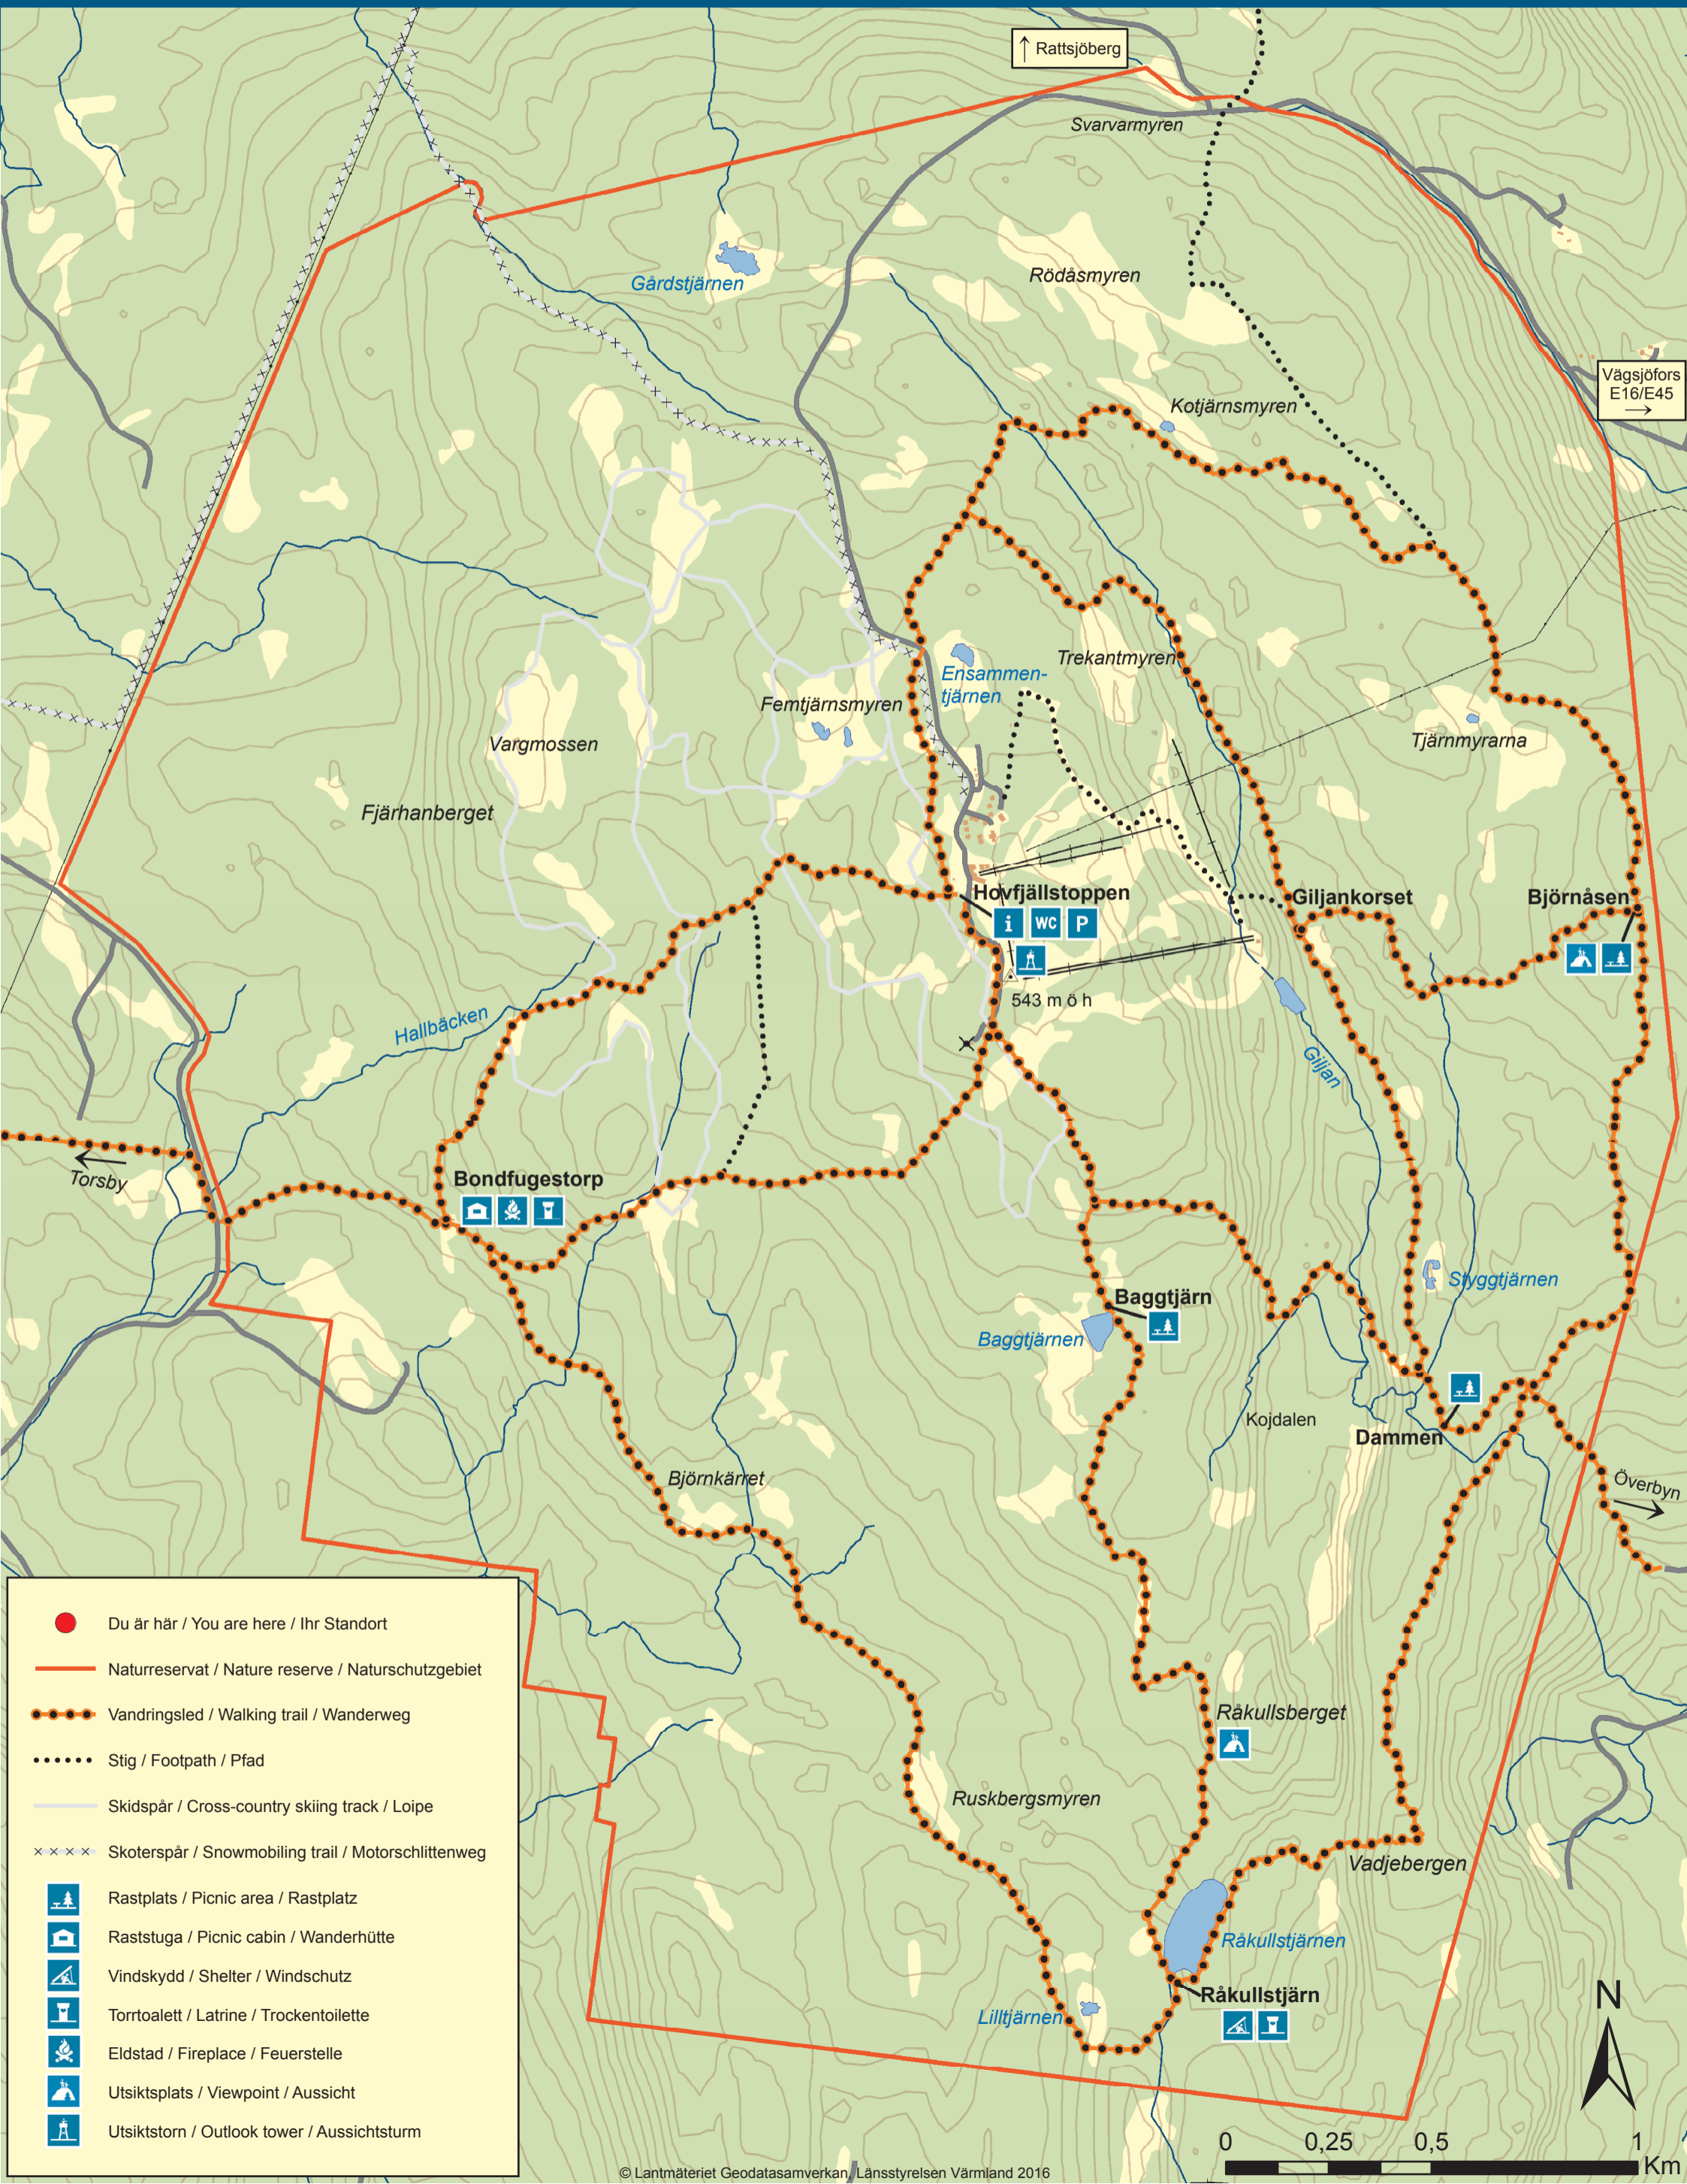 ↑ Rattsjöberg
Svarvarmyren
Rödåsmyren
Gårdstjärnen
Vägsjöfors
E16/E45
→
Kotjärnsmyren
Ensammen-
tjärnen
Trekantmyren
Femtjärnsmyren
Vargmossen
Tjärnmyrarna
Fjärhanberget
Hovfjällstoppen
i WC P
Giljankorset
Björnåsen
543 m ö h
Hallbäcken
Giljan
Torsby
Bondfugestorp
Styggtjärnen
Baggtjärn
Baggtjärnen
Kojdalen
Dammen
Björnkärret
Överbyn
Råkullsberget
Ruskbergsmyren
Vadjebergen
Råkullstjärnen
Råkullstjärn
Lilltjärnen
Du är här / You are here / Ihr Standort
Naturreservat / Nature reserve / Naturschutzgebiet
Vandringsled / Walking trail / Wanderweg
Stig / Footpath / Pfad
Skidspår / Cross-country skiing track / Loipe
Skoterspår / Snowmobiling trail / Motorschlittenweg
Rastplats / Picnic area / Rastplatz
Raststuga / Picnic cabin / Wanderhütte
Vindskydd / Shelter / Windschutz
Torrtoalett / Latrine / Trockentoilette
Eldstad / Fireplace / Feuerstelle
Utsiktsplats / Viewpoint / Aussicht
Utsiktstorn / Outlook tower / Aussichtsturm
N
0 0,25 0,5 1
Km
© Lantmäteriet Geodatasamverkan, Länsstyrelsen Värmland 2016